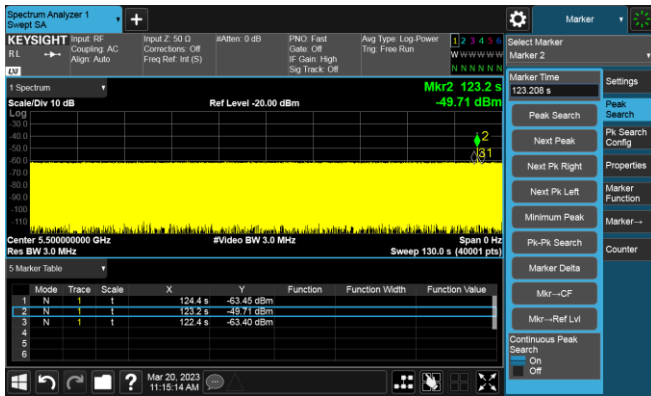 Spectrum Analyzer 1
Swept SA
+
Marker
KEYSIGHT
RL
Input: RF
Coupling: AC
Align: Auto
Input Z: 50 Ω
Corrections: Off
Freq Ref: Int (S)
#Atten: 0 dB
PNO: Fast
Gate: Off
IF Gain: High
Sig Track: Off
Avg Type: Log-Power
Trig: Free Run
1 2 3 4 5 6
W W W W W W
N N N N N N
LXI
Select Marker
Marker 2
1 Spectrum
Scale/Div 10 dB
Ref Level -20.00 dBm
Mkr2 123.2 s
-49.71 dBm
Log
-30.0
-40.0
-50.0
-60.0
-70.0
-80.0
-90.0
-100
-110
2
31
Center 5.500000000 GHz
Res BW 3.0 MHz
#Video BW 3.0 MHz
Span 0 Hz
Sweep 130.0 s (40001 pts)
5 Marker Table
Mode Trace Scale X Y Function Function Width Function Value
1 N 1 t 124.4 s -63.45 dBm
2 N 1 t 123.2 s -49.71 dBm
3 N 1 t 122.4 s -63.40 dBm
4
5
6
Marker Time
123.208 s
Peak Search
Next Peak
Next Pk Right
Next Pk Left
Minimum Peak
Pk-Pk Search
Marker Delta
Mkr→CF
Mkr→Ref Lvl
Continuous Peak
Search
On
Off
Settings
Peak
Search
Pk Search
Config
Properties
Marker
Function
Marker→
Counter
?
Mar 20, 2023
11:15:14 AM